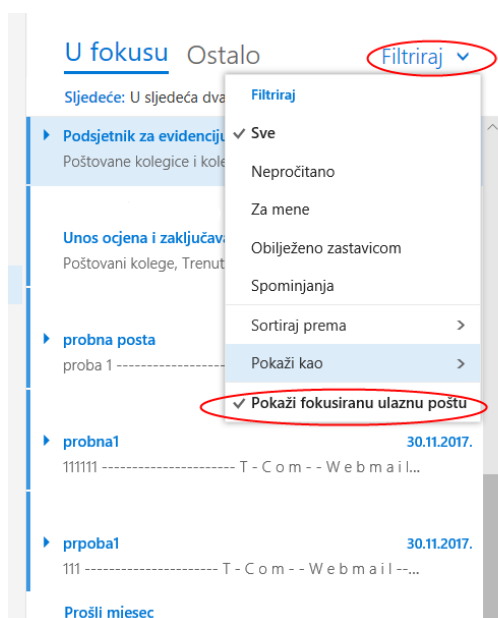 U fokusu Ostalo Filtriraj
Sljedeće: U sljedeća dva
Filtriraj
Podsjetnik za evidenciju
Sve
Poštovane kolegice i kole
Nepročitano
Za mene
Unos ocjena i zaključava
Obilježeno zastavicom
Poštovani kolege, Trenut
Spominjanja
Sortiraj prema
probna posta
proba 1 --------------------
Pokaži kao
Pokaži fokusiranu ulaznu poštu
probna1 30.11.2017.
111111 ---------------------- T - C o m - - W e b m a i l...
prpoba1 30.11.2017.
111 ---------------------- T - C o m - - W e b m a i l --...
Prošli mjesec